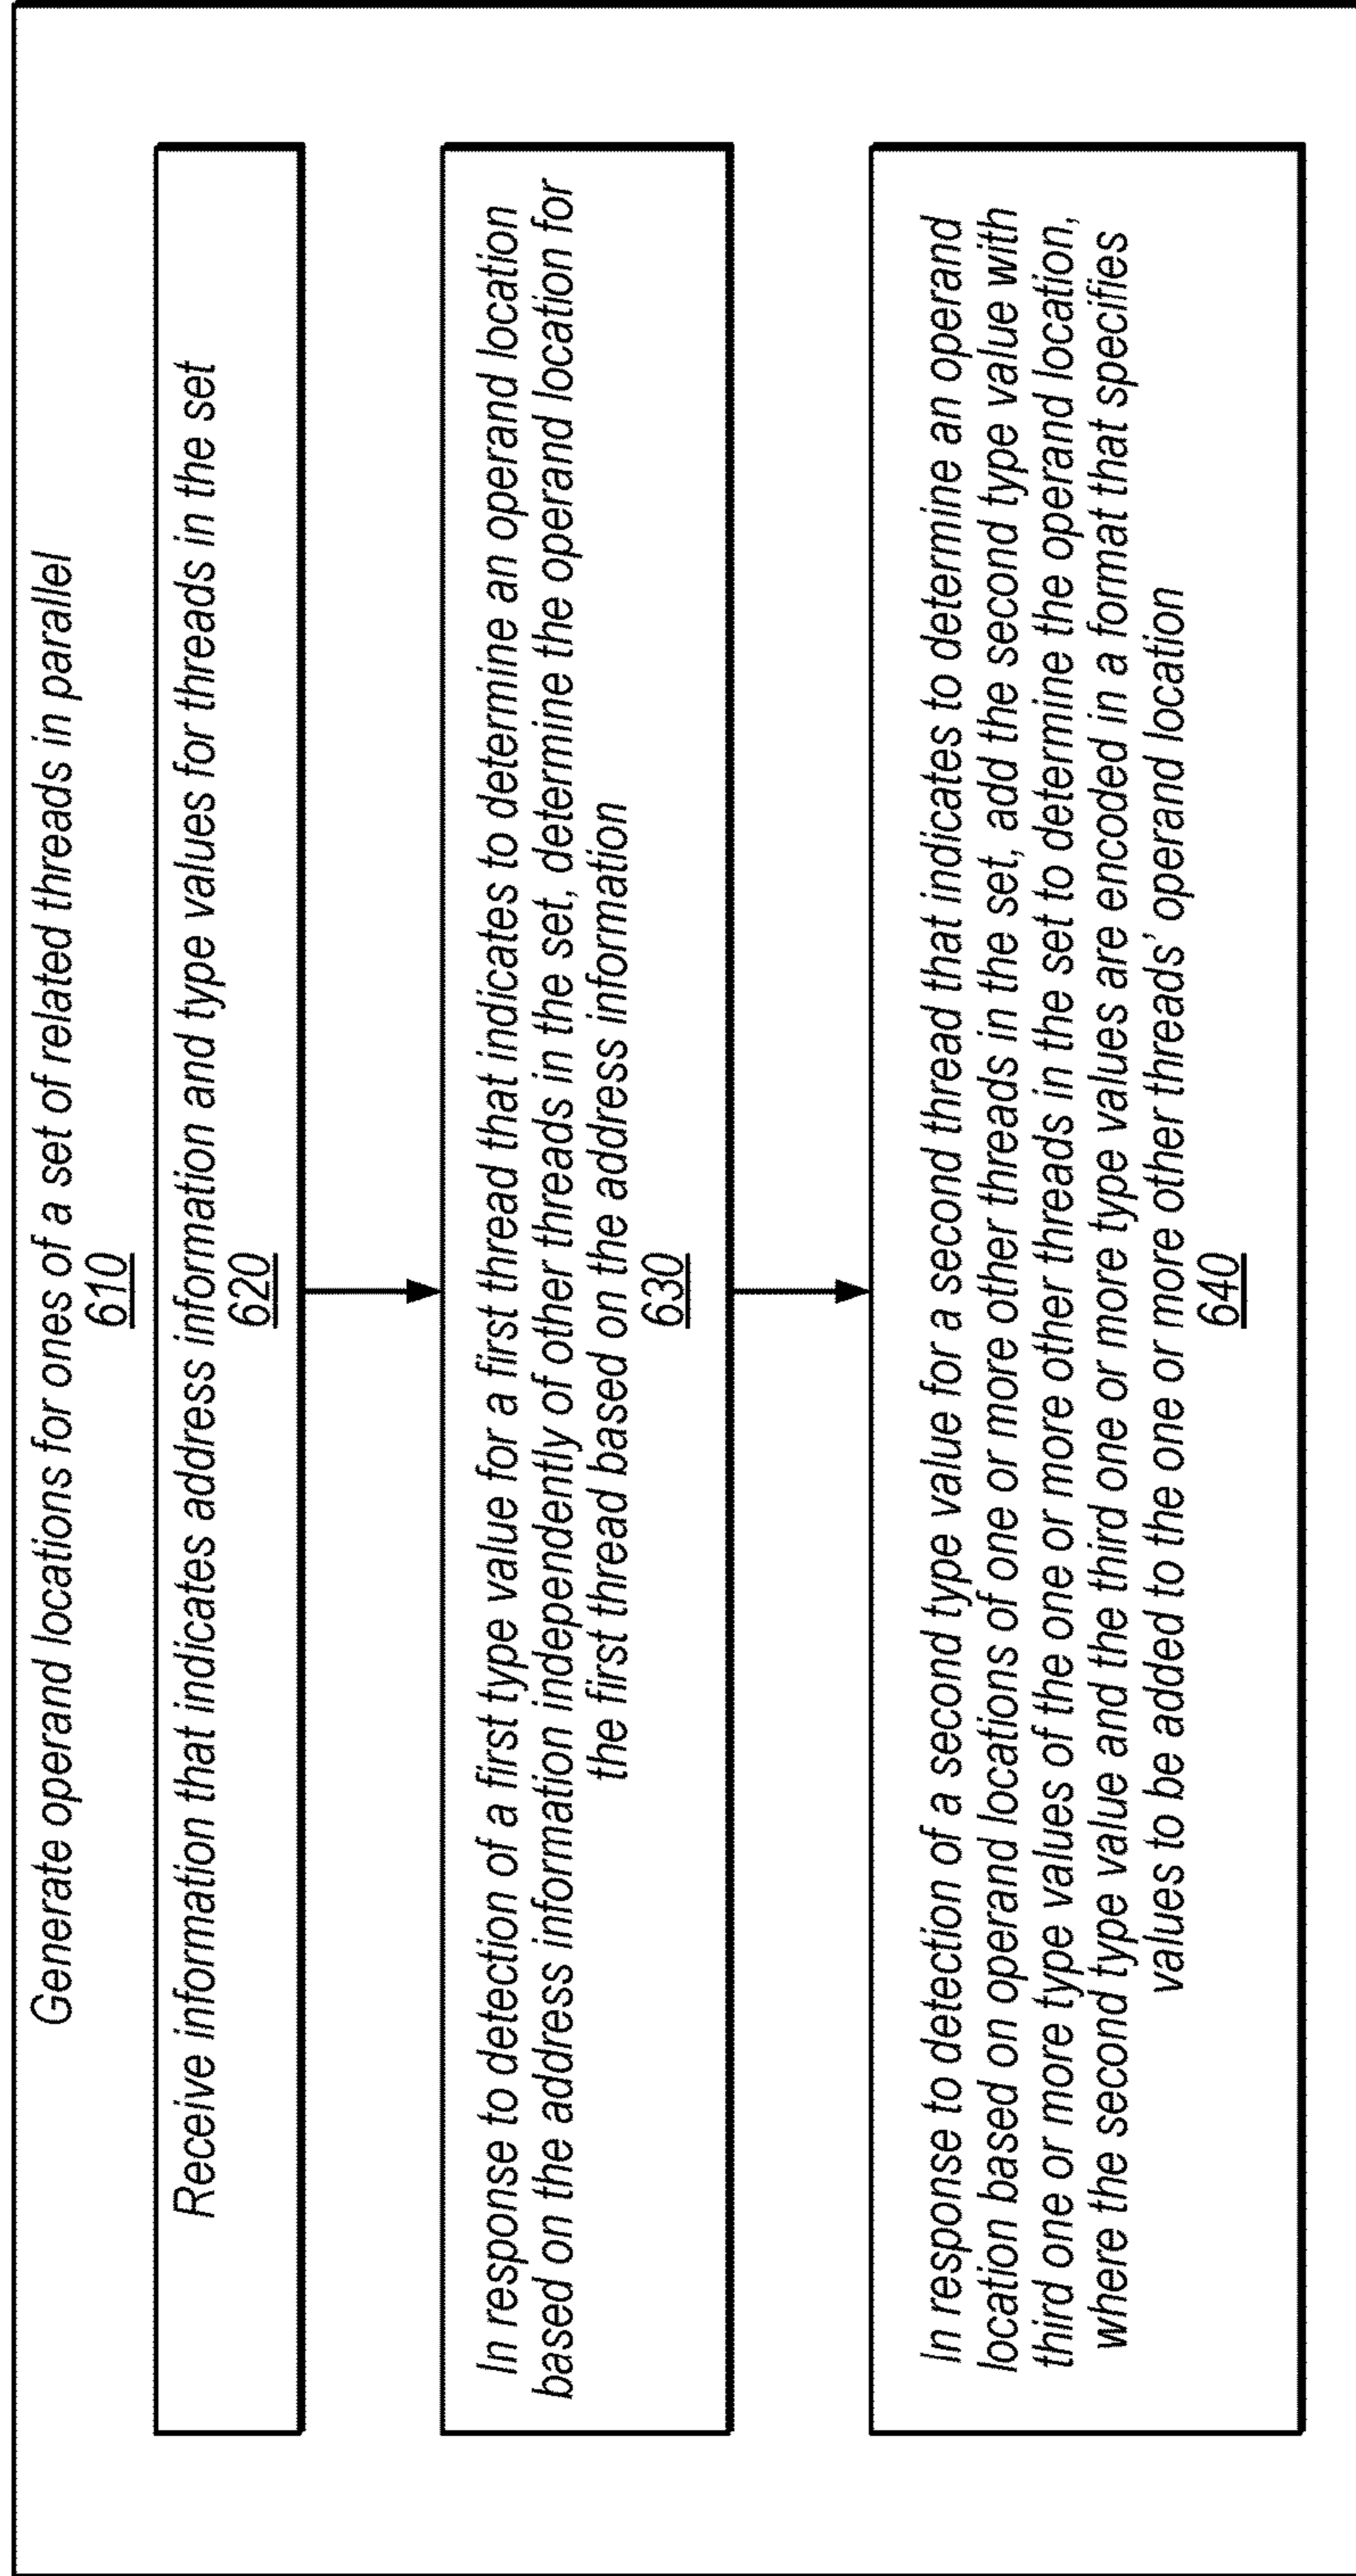 Generate operand locations for ones of a set of related threads in parallel
610
Receive information that indicates address information and type values for threads in the set
620
In response to detection of a first type value for a first thread that indicates to determine an operand location
based on the address information independently of other threads in the set, determine the operand location for
the first thread based on the address information
630
In response to detection of a second type value for a second thread that indicates to determine an operand
location based on operand locations of one or more other threads in the set, add the second type value with
third one or more type values of the one or more other threads in the set to determine the operand location,
where the second type value and the third one or more type values are encoded in a format that specifies
values to be added to the one or more other threads' operand location
640